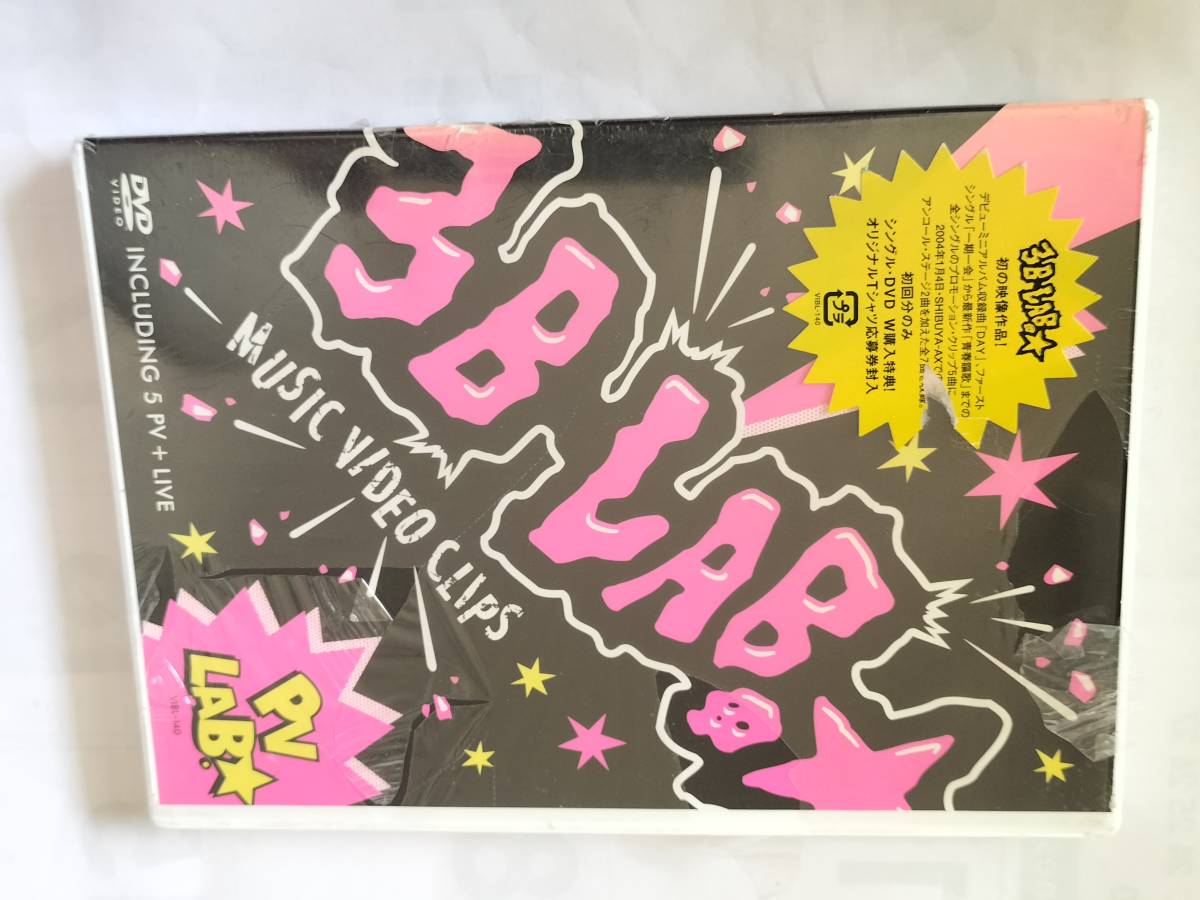 3B LAB.☆
初の映像作品！
デビューミニアルバム収録曲「DAY」、ファースト
シングル「一期一会」から最新作「青春謳歌」までの
全シングルのプロモーション・クリップ5曲に
2004年1月4日・SHIBUYA-AXでの
アンコール・ステージ2曲を加えた全7曲を収録。
初回分のみ
シングル・DVD W購入特典！
オリジナルTシャツ応募券封入
VIBL-140
3B LAB
MUSIC VIDEO CLIPS
DVD
VIDEO
INCLUDING 5 PV + LIVE
PV
LAB.☆
VIBL-140